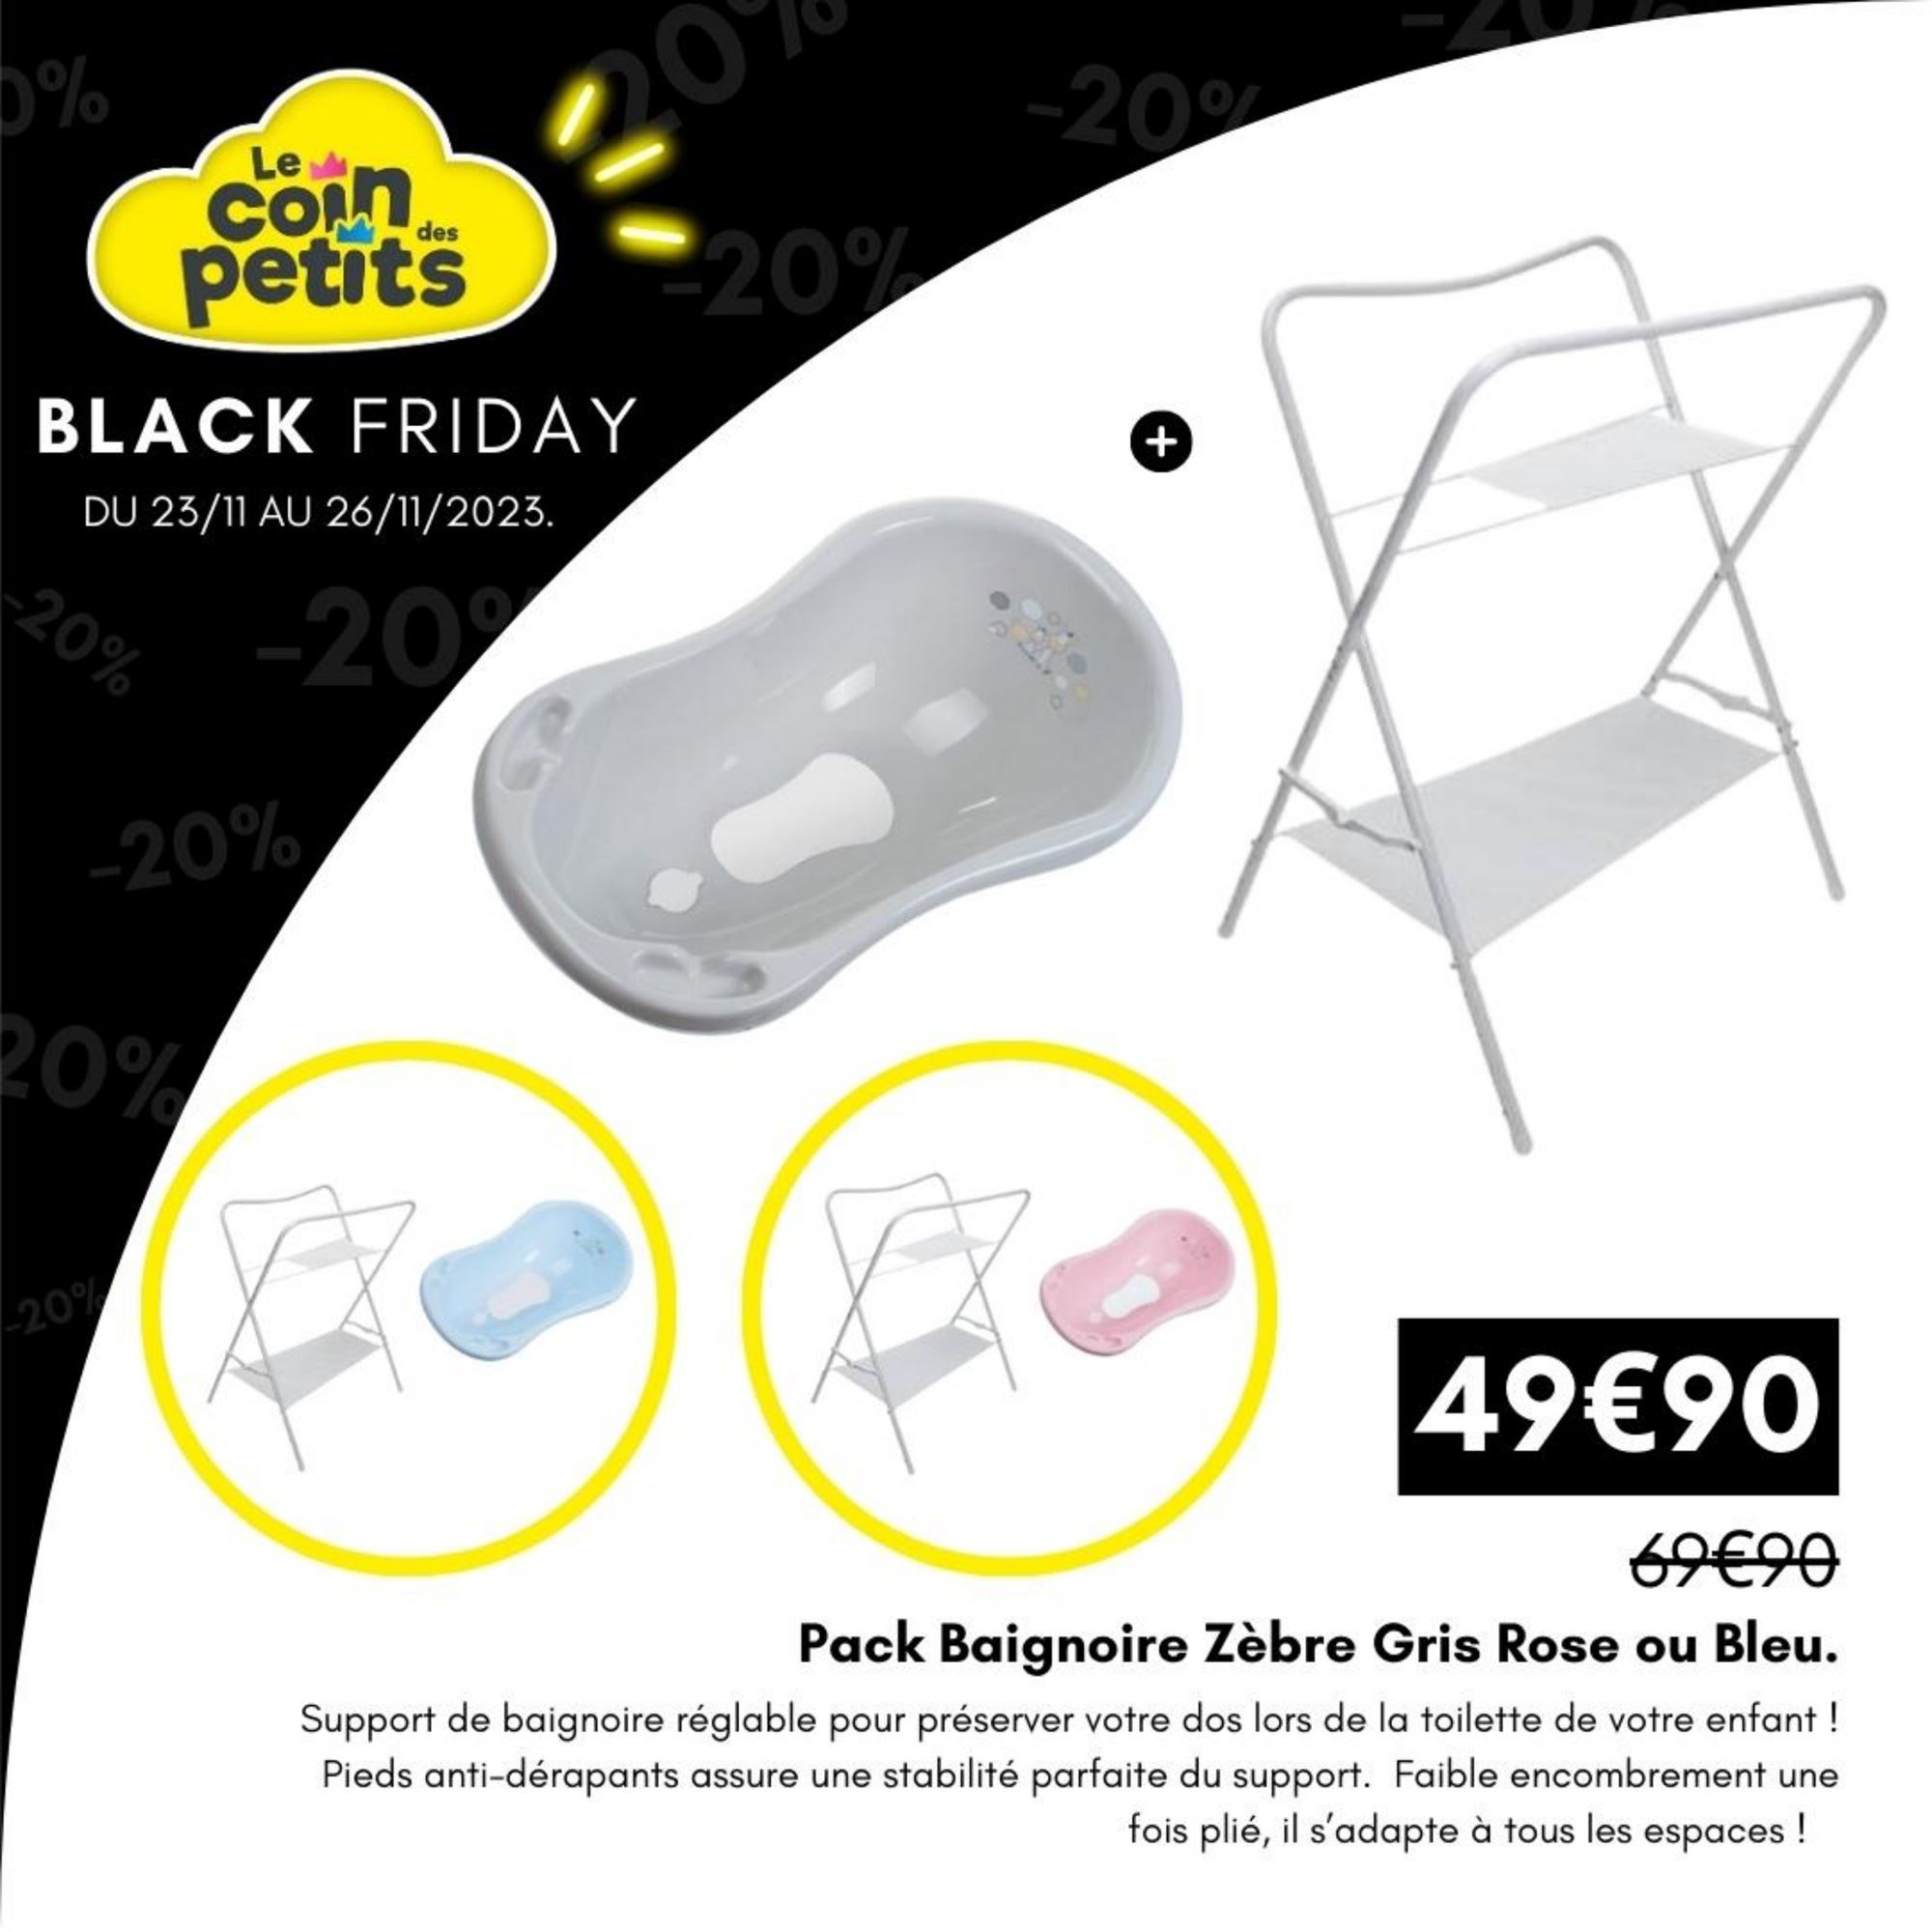 -20%
-20%
-20%
Le
coin
des
petits
-20%
BLACK FRIDAY
DU 23/11 AU 26/11/2023.
-20%
-20%
-20%
20%
-20%
49€90
69€90
Pack Baignoire Zèbre Gris Rose ou Bleu.
Support de baignoire réglable pour préserver votre dos lors de la toilette de votre enfant !
Pieds anti-dérapants assure une stabilité parfaite du support. Faible encombrement une
fois plié, il s'adapte à tous les espaces !